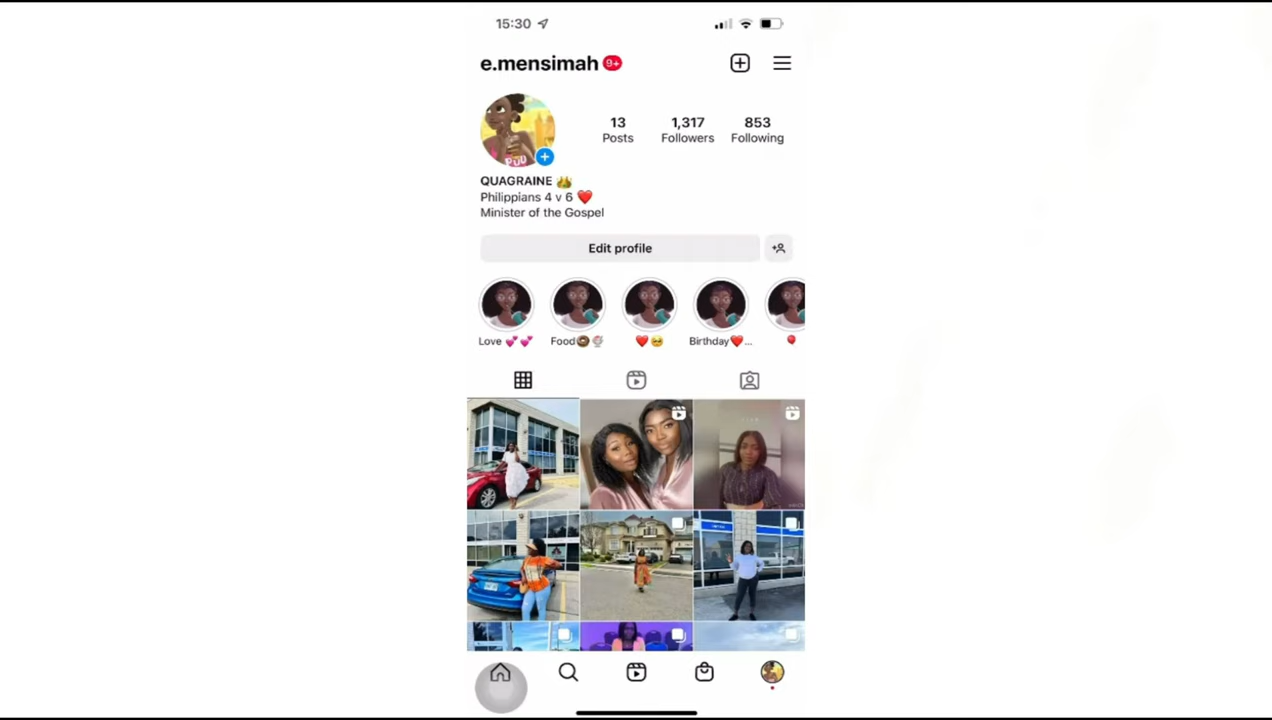 15:30
e.mensimah 9+
13 1,317 853
Posts Followers Following
QUAGRAINE
Philippians 4 v 6 ❤️
Minister of the Gospel
Edit profile
Love 💕💕 Food🍩🍨 ❤️🥹 Birthday❤️... 🎈